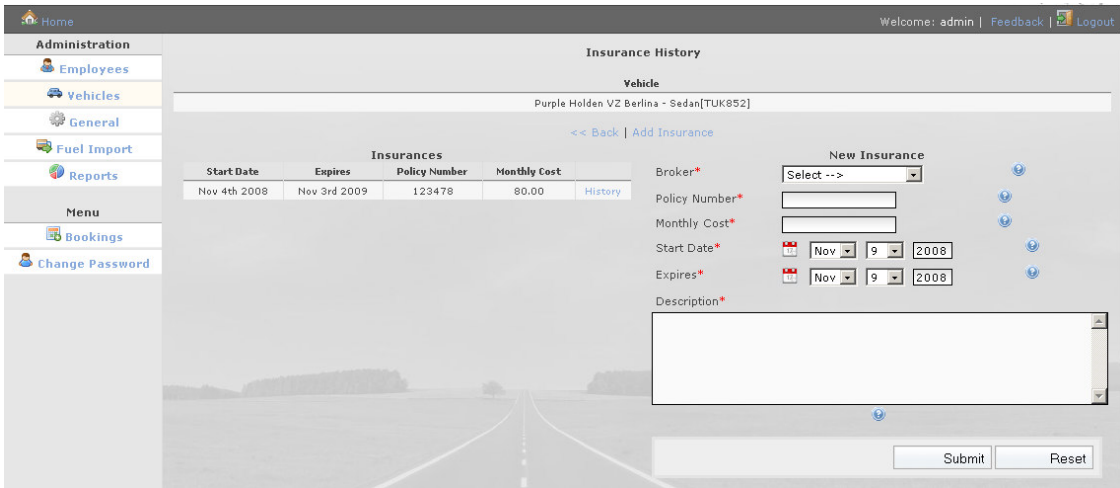 Home
Welcome: admin | Feedback | Logout
Administration
Employees
Vehicles
General
Fuel Import
Reports
Menu
Bookings
Change Password
Insurance History
Vehicle
Purple Holden VZ Berlina - Sedan[TUK852]
<< Back | Add Insurance
Insurances
Start Date Expires Policy Number Monthly Cost
Nov 4th 2008 Nov 3rd 2009 123478 80.00 History
New Insurance
Broker* Select -->
Policy Number*
Monthly Cost*
Start Date* Nov 9 2008
Expires* Nov 9 2008
Description*
Submit Reset